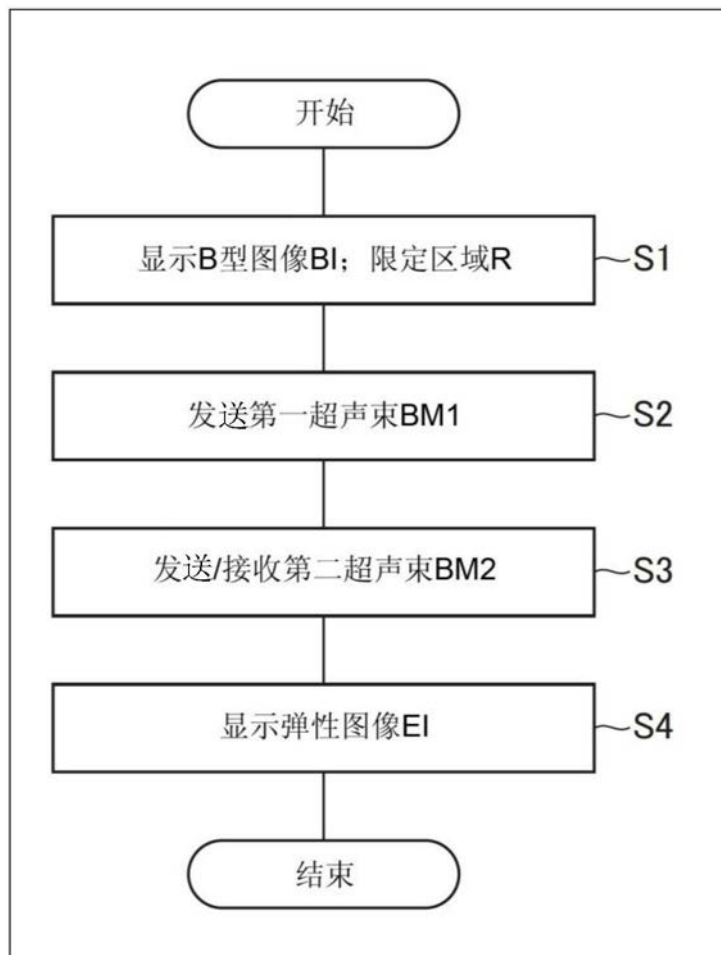 开始
显示B型图像BI；限定区域R
S1
发送第一超声束BM1
S2
发送/接收第二超声束BM2
S3
显示弹性图像EI
S4
结束